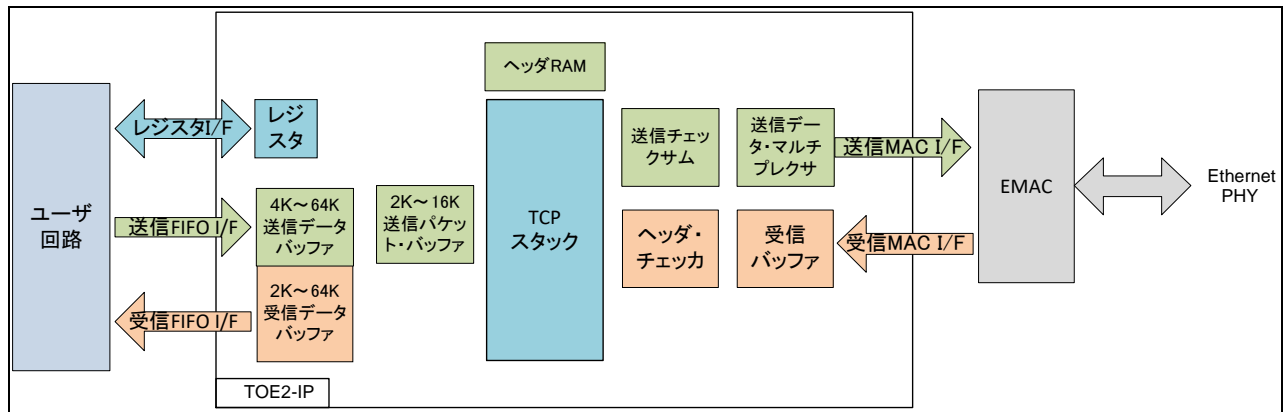 ヘッダRAM
ユーザ
回路
レジスタI/F
レジ
スタ
送信FIFO I/F
4K～64K
送信データ
バッファ
2K～16K
送信パケッ
ト・バッファ
受信FIFO I/F
2K～64K
受信データ
バッファ
TCP
スタック
送信チェッ
クサム
送信デー
タ・マルチ
プレクサ
送信MAC I/F
ヘッダ・
チェッカ
受信
バッファ
受信MAC I/F
EMAC
Ethernet
PHY
TOE2-IP